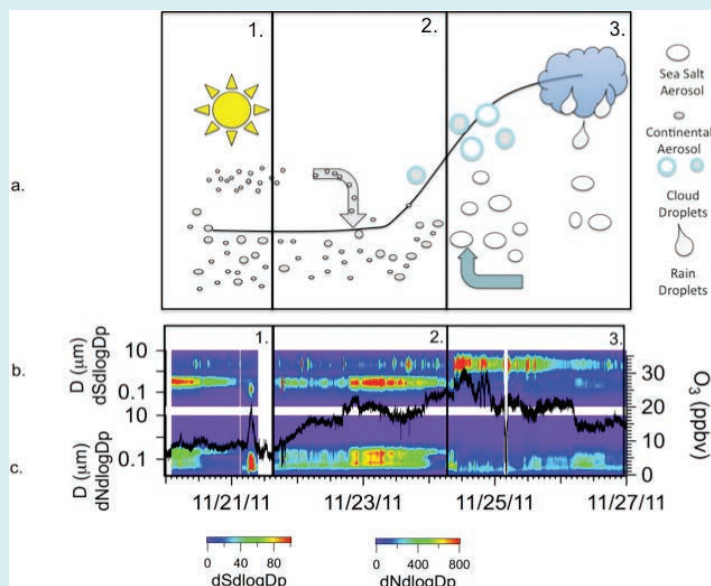 1.
2.
3.
Sea Salt
Aerosol
Continental
Aerosol
Cloud
Droplets
Rain
Droplets
a.
b.
c.
1.
2.
3.
D (μm)
dSdlogDp
10
0.1
D (μm)
dNdlogDp
10
0.1
30
20
10
0
O3 (ppbv)
11/21/11
11/23/11
11/25/11
11/27/11
0 40 80
dSdlogDp
0 400 800
dNdlogDp